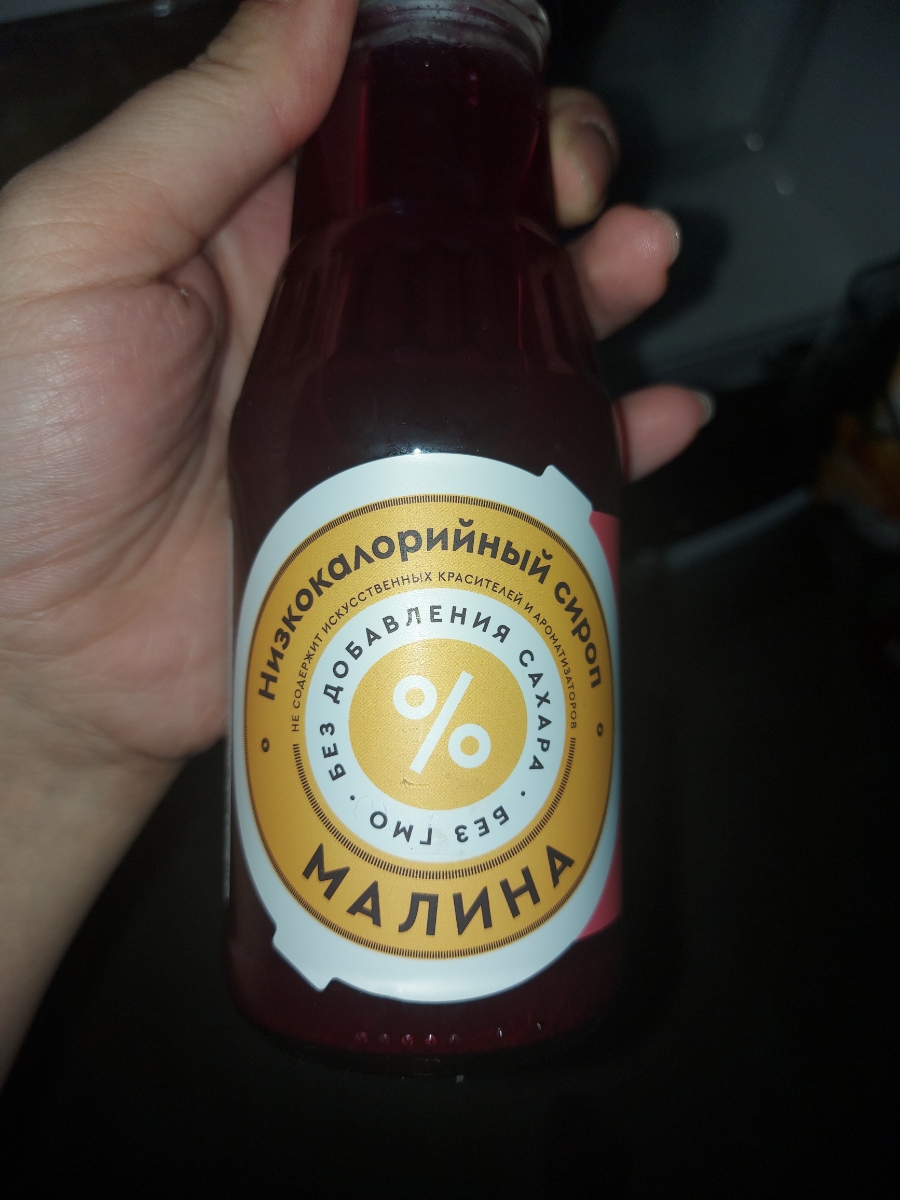 Низкокалорийный сироп
НЕ СОДЕРЖИТ ИСКУССТВЕННЫХ КРАСИТЕЛЕЙ И АРОМАТИЗАТОРОВ
БЕЗ ДОБАВЛЕНИЯ САХАРА · БЕЗ ГМО ·
%
МАЛИНА